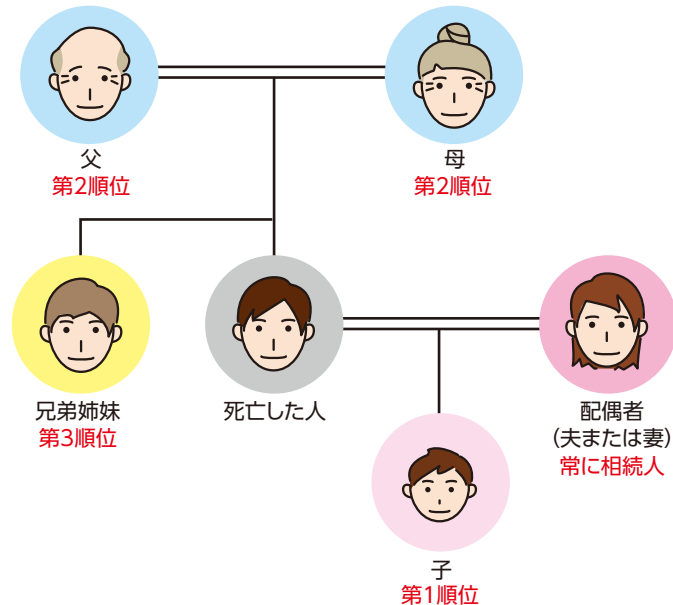 父
第2順位
母
第2順位
兄弟姉妹
第3順位
死亡した人
配偶者
(夫または妻)
常に相続人
子
第1順位